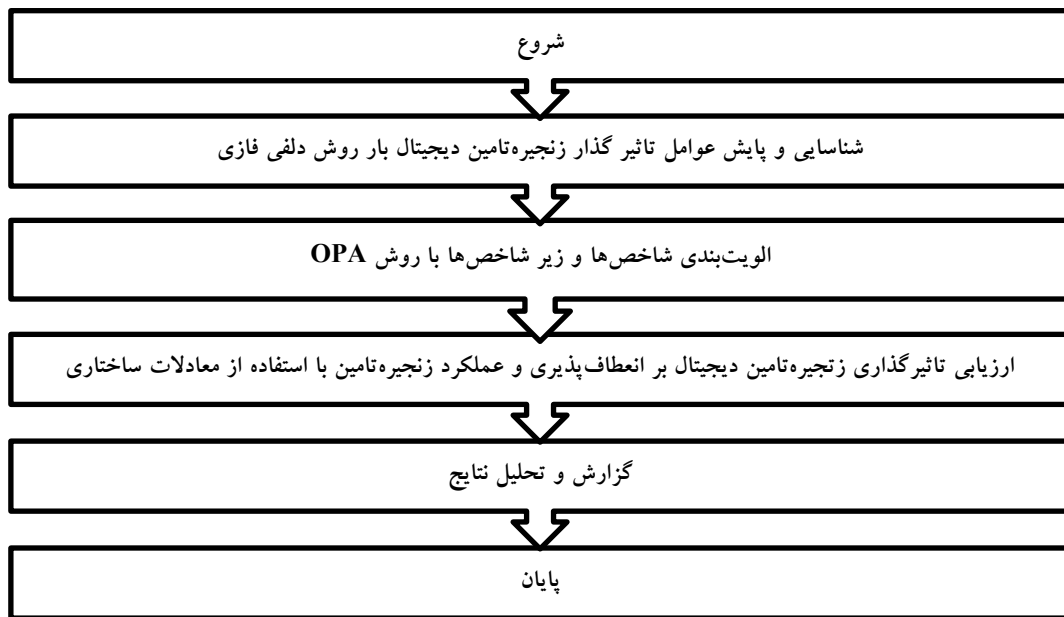 شروع
شناسایی و پایش عوامل تاثیر گذار زنجیره‌تامین دیجیتال بار روش دلفی فازی
الویت‌بندی شاخص‌ها و زیر شاخص‌ها با روش OPA
ارزیابی تاثیرگذاری زتجیره‌تامین دیجیتال بر انعطاف‌پذیری و عملکرد زنجیره‌تامین با استفاده از معادلات ساختاری
گزارش و تحلیل نتایج
پایان